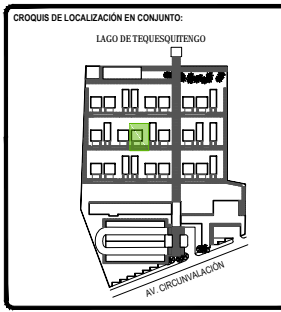 CROQUIS DE LOCALIZACIÓN EN CONJUNTO:
LAGO DE TEQUESQUITENGO
AV. CIRCUNVALACIÓN